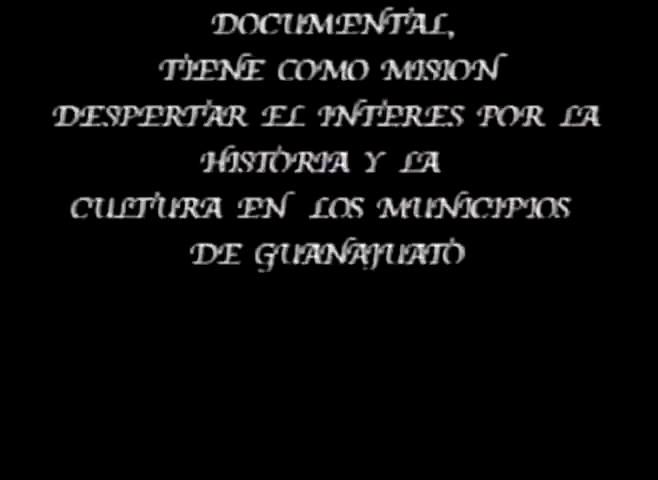 DOCUMENTAL,
TIENE COMO MISION
DESPERTAR EL INTERES POR LA
HISTORIA Y LA
CULTURA EN LOS MUNICIPIOS
DE GUANAJUATO